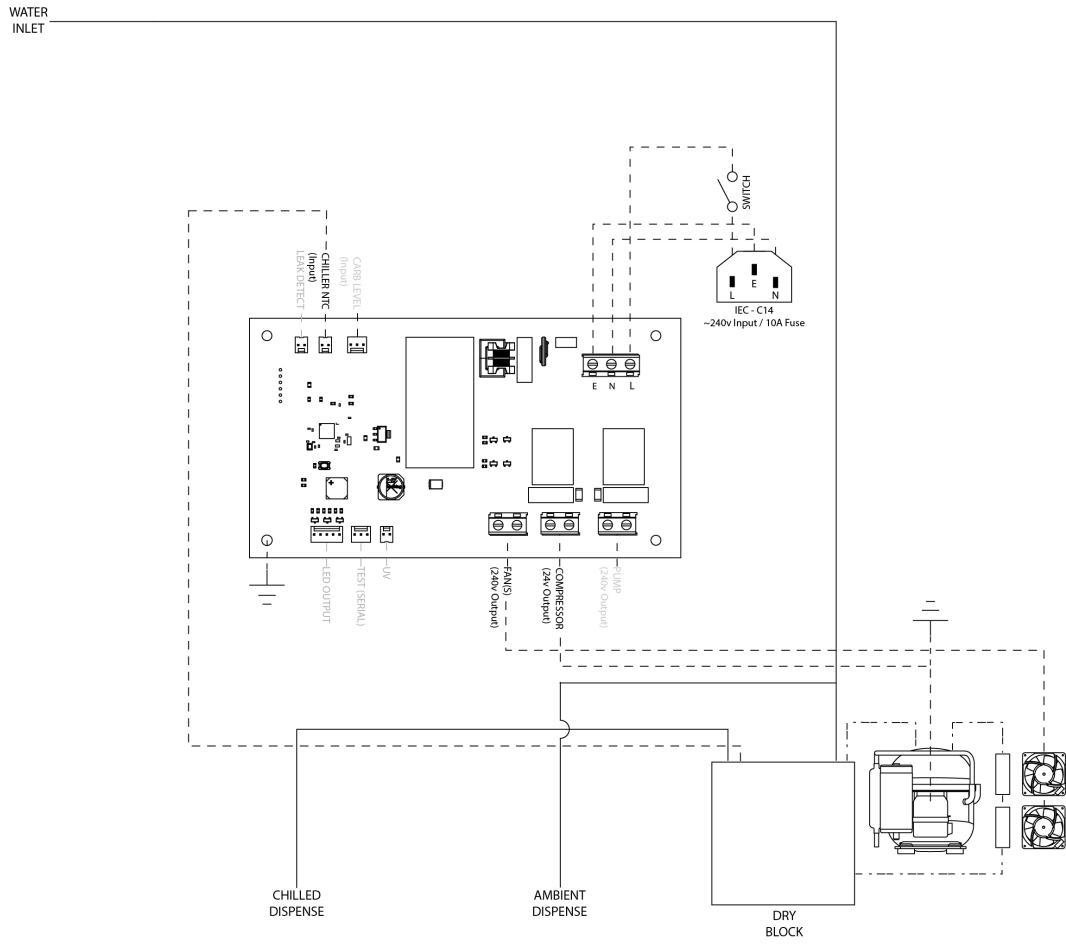 WATER
INLET
SWITCH
L
E
N
IEC - C14
~240v Input / 10A Fuse
LEAK DETECT
CHILLER NTC
(Input)
CARB LEVEL
(Input)
E N L
LED OUTPUT
TEST (SERIAL)
UV
FAN(S)
(240v Output)
COMPRESSOR
(24v Output)
PUMP
(240v Output)
CHILLED
DISPENSE
AMBIENT
DISPENSE
DRY
BLOCK